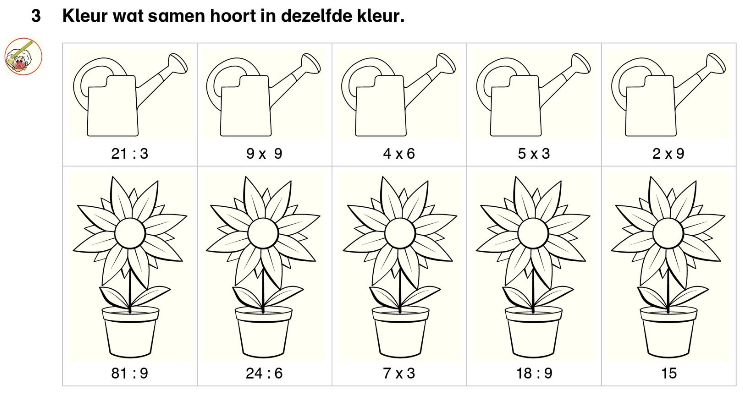 3 Kleur wat samen hoort in dezelfde kleur.
21 : 3 9 x 9 4 x 6 5 x 3 2 x 9
81 : 9 24 : 6 7 x 3 18 : 9 15